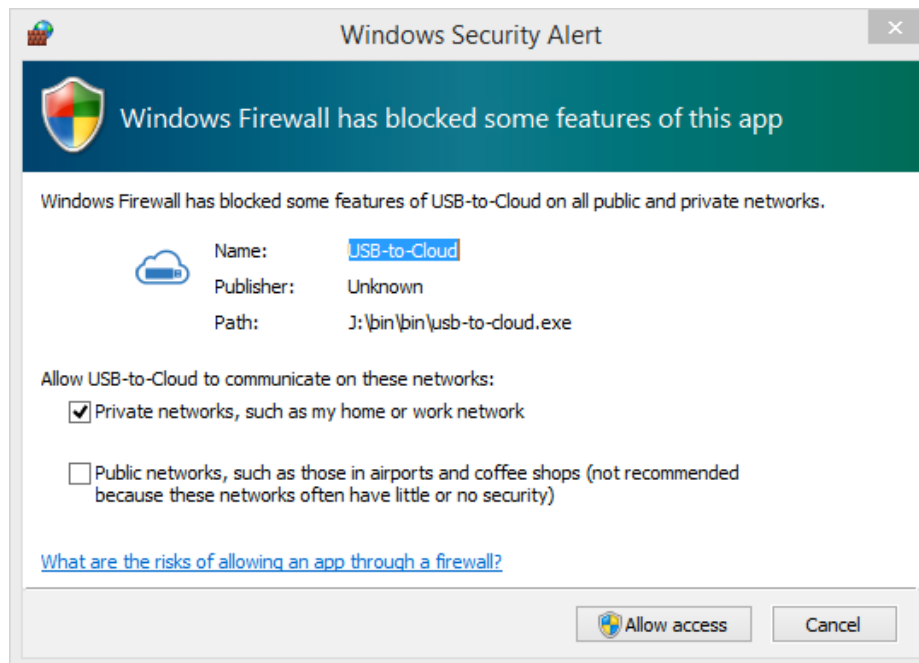 Windows Security Alert
Windows Firewall has blocked some features of this app
Windows Firewall has blocked some features of USB-to-Cloud on all public and private networks.
Name: USB-to-Cloud
Publisher: Unknown
Path: J:\bin\bin\usb-to-cloud.exe
Allow USB-to-Cloud to communicate on these networks:
Private networks, such as my home or work network
Public networks, such as those in airports and coffee shops (not recommended
because these networks often have little or no security)
What are the risks of allowing an app through a firewall?
Allow access Cancel